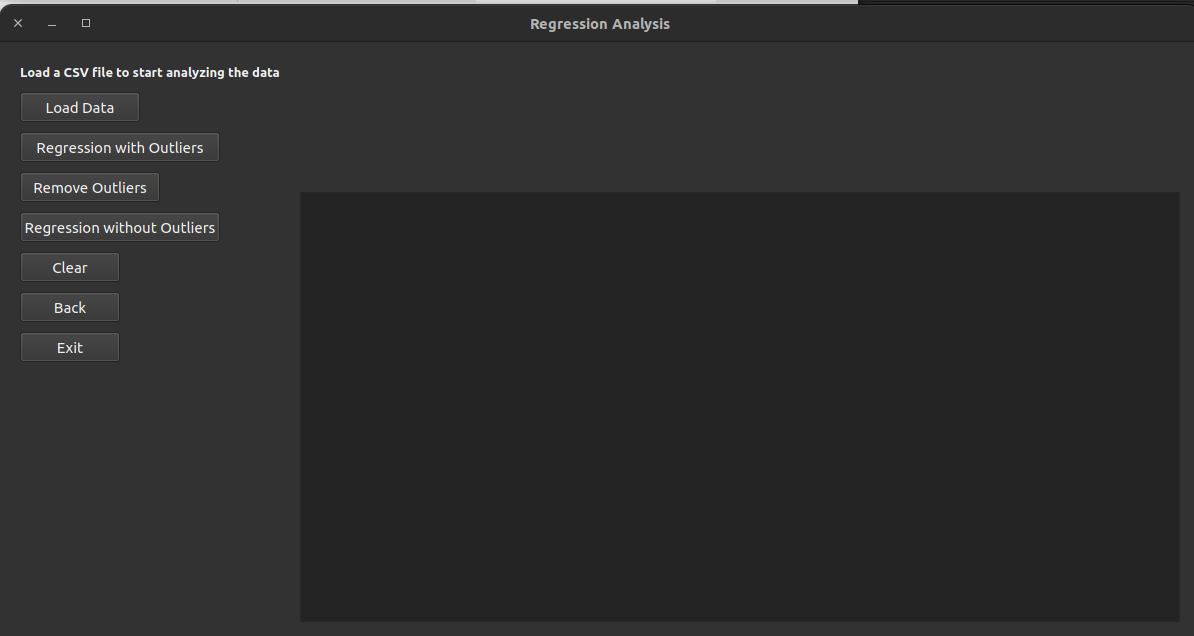 Regression Analysis
Load a CSV file to start analyzing the data
Load Data
Regression with Outliers
Remove Outliers
Regression without Outliers
Clear
Back
Exit